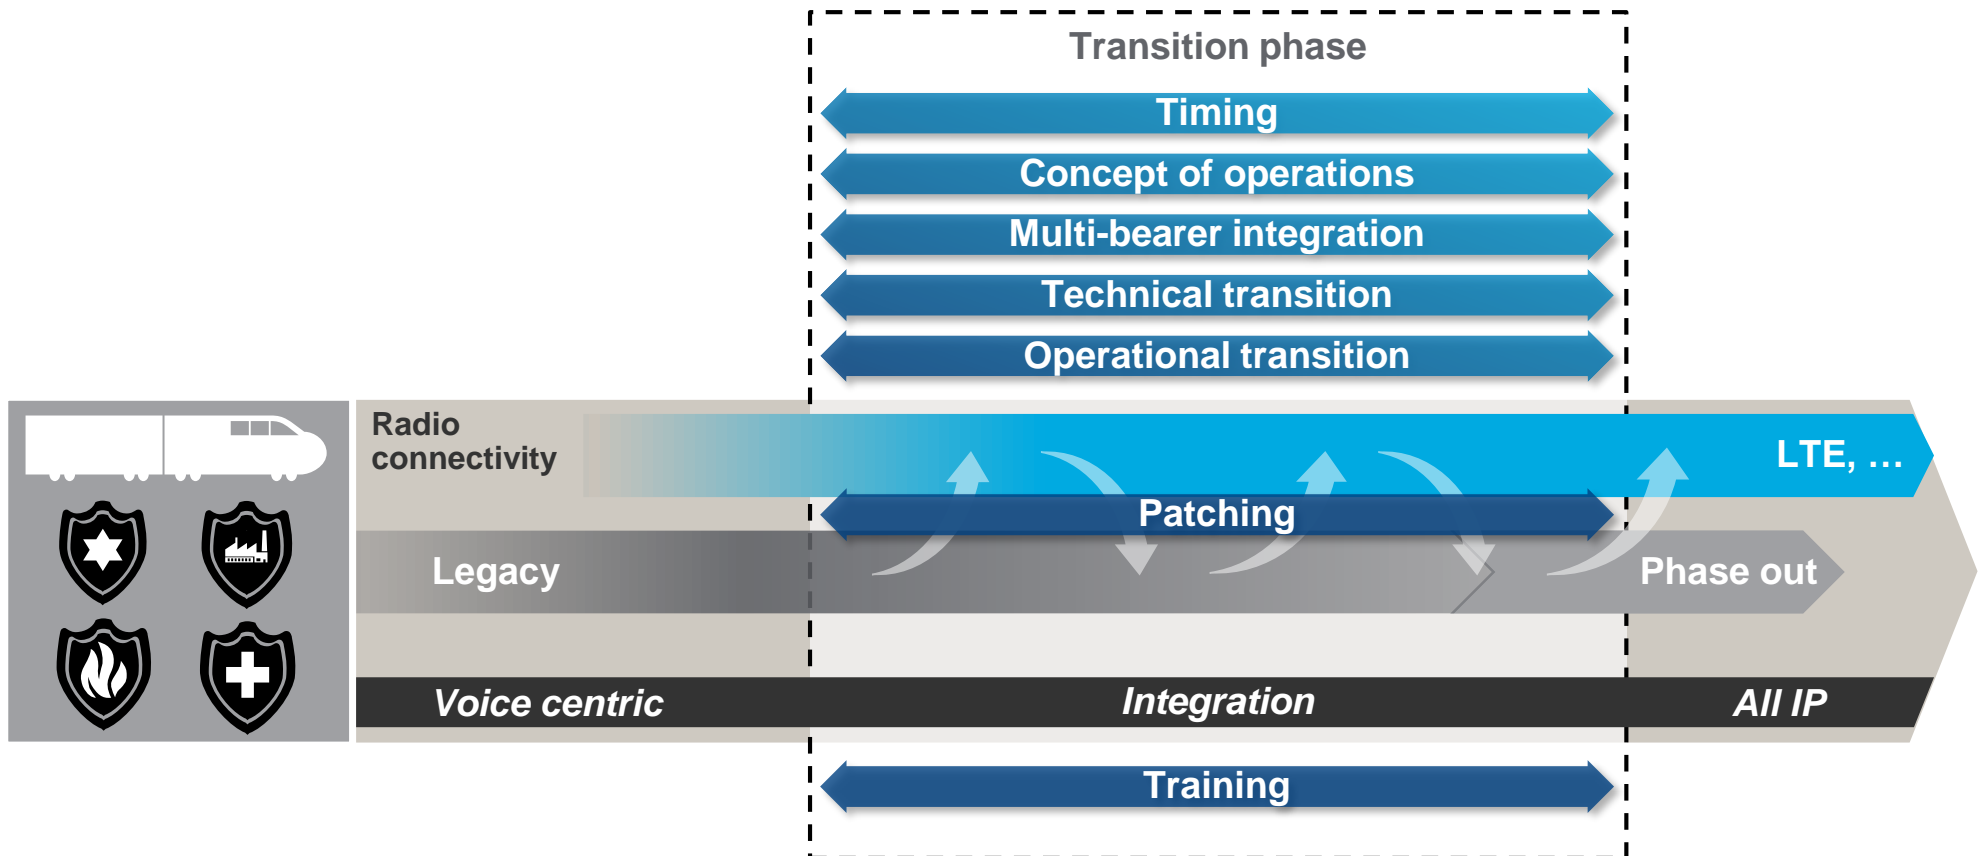 Transition phase
Timing
Concept of operations
Multi-bearer integration
Technical transition
Operational transition
Radio
connectivity
LTE, ...
Patching
Legacy
Phase out
Voice centric
Integration
All IP
Training